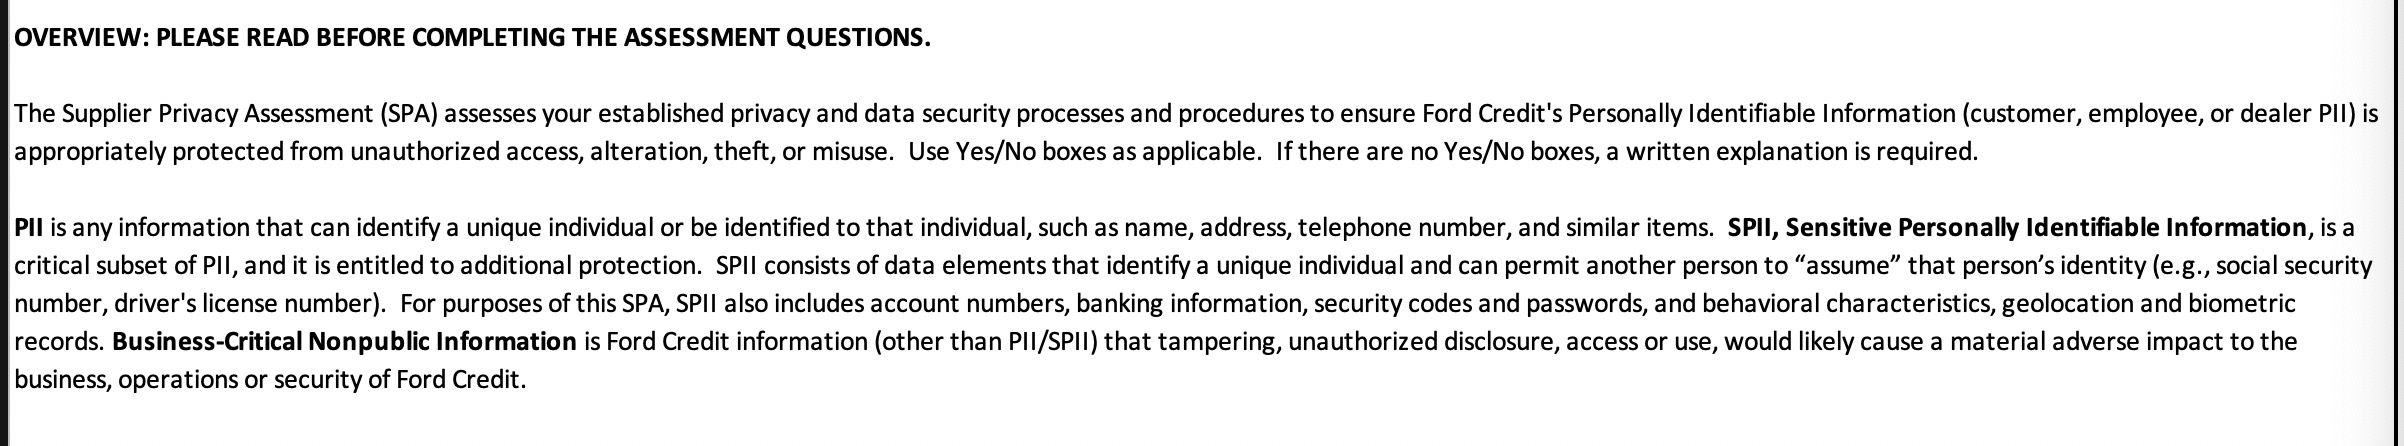 OVERVIEW: PLEASE READ BEFORE COMPLETING THE ASSESSMENT QUESTIONS.
The Supplier Privacy Assessment (SPA) assesses your established privacy and data security processes and procedures to ensure Ford Credit's Personally Identifiable Information (customer, employee, or dealer PII) is
appropriately protected from unauthorized access, alteration, theft, or misuse.  Use Yes/No boxes as applicable.  If there are no Yes/No boxes, a written explanation is required.
PII is any information that can identify a unique individual or be identified to that individual, such as name, address, telephone number, and similar items.  SPII, Sensitive Personally Identifiable Information, is a
critical subset of PII, and it is entitled to additional protection.  SPII consists of data elements that identify a unique individual and can permit another person to “assume” that person’s identity (e.g., social security
number, driver's license number).  For purposes of this SPA, SPII also includes account numbers, banking information, security codes and passwords, and behavioral characteristics, geolocation and biometric
records. Business-Critical Nonpublic Information is Ford Credit information (other than PII/SPII) that tampering, unauthorized disclosure, access or use, would likely cause a material adverse impact to the
business, operations or security of Ford Credit.